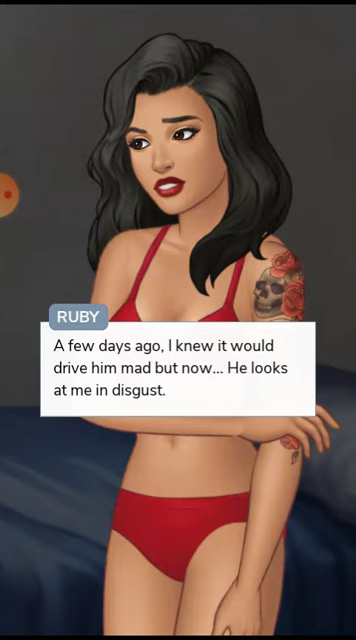 RUBY
A few days ago, I knew it would
drive him mad but now... He looks
at me in disgust.